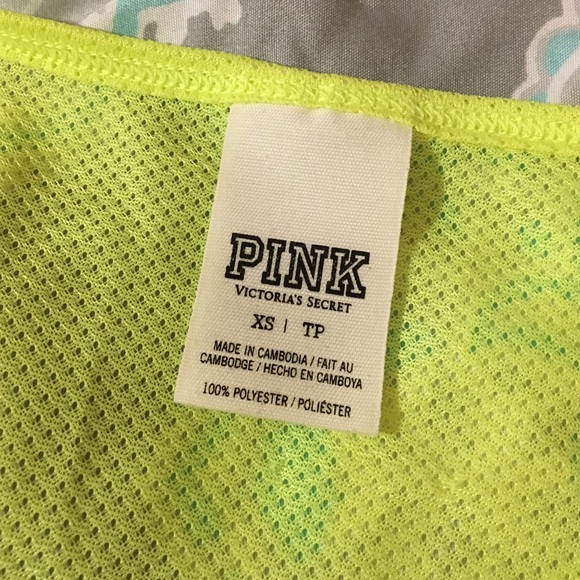 PINK
VICTORIA'S SECRET
XS | TP
MADE IN CAMBODIA / FAIT AU
CAMBODGE / HECHO EN CAMBOYA
100% POLYESTER / POLIÉSTER